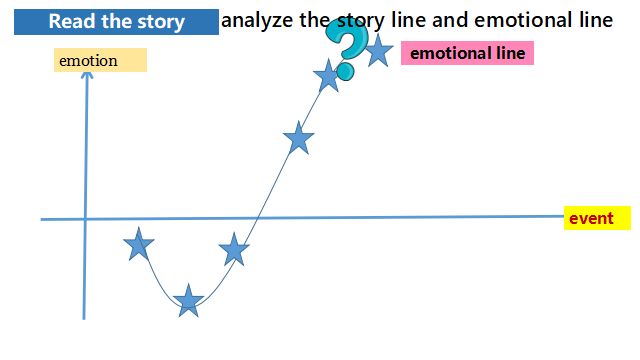 Read the story analyze the story line and emotional line
?
emotional line
emotion
event